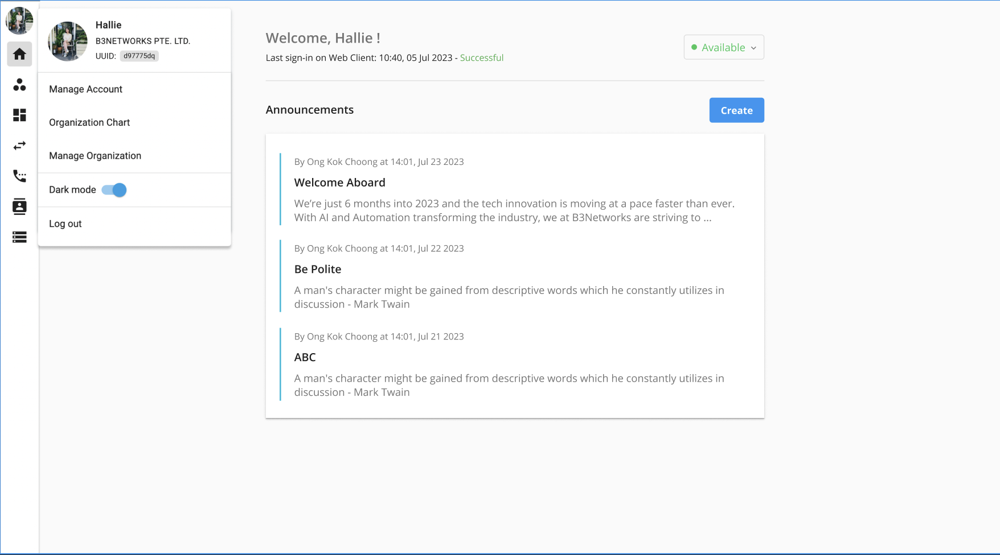 Hallie
B3NETWORKS PTE. LTD.
UUID: d97775dq
Manage Account
Organization Chart
Manage Organization
Dark mode
Log out
Welcome, Hallie !
Last sign-in on Web Client: 10:40, 05 Jul 2023 - Successful
Available
Announcements
Create
By Ong Kok Choong at 14:01, Jul 23 2023
Welcome Aboard
We’re just 6 months into 2023 and the tech innovation is moving at a pace faster than ever.
With AI and Automation transforming the industry, we at B3Networks are striving to ...
By Ong Kok Choong at 14:01, Jul 22 2023
Be Polite
A man's character might be gained from descriptive words which he constantly utilizes in
discussion - Mark Twain
By Ong Kok Choong at 14:01, Jul 21 2023
ABC
A man's character might be gained from descriptive words which he constantly utilizes in
discussion - Mark Twain